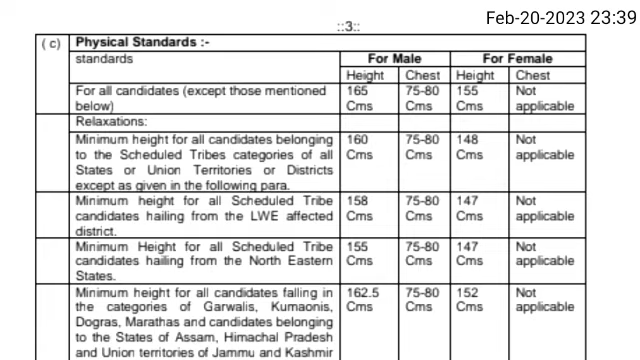 Feb-20-2023 23:39
::3::
( c) Physical Standards :-
standards For Male For Female
Height Chest Height Chest
For all candidates (except those mentioned 165 75-80 155 Not
below) Cms Cms Cms applicable
Relaxations:
Minimum height for all candidates belonging 160 75-80 148 Not
to the Scheduled Tribes categories of all Cms Cms Cms applicable
States or Union Territories or Districts
except as given in the following para.
Minimum height for all Scheduled Tribe 158 75-80 147 Not
candidates hailing from the LWE affected Cms Cms Cms applicable
district.
Minimum Height for all Scheduled Tribe 155 75-80 147 Not
candidates hailing from the North Eastern Cms Cms Cms applicable
States.
Minimum height for all candidates falling in 162.5 75-80 152 Not
the categories of Garwalis, Kumaonis, Cms Cms Cms applicable
Dogras, Marathas and candidates belonging
to the States of Assam, Himachal Pradesh
and Union territories of Jammu and Kashmir